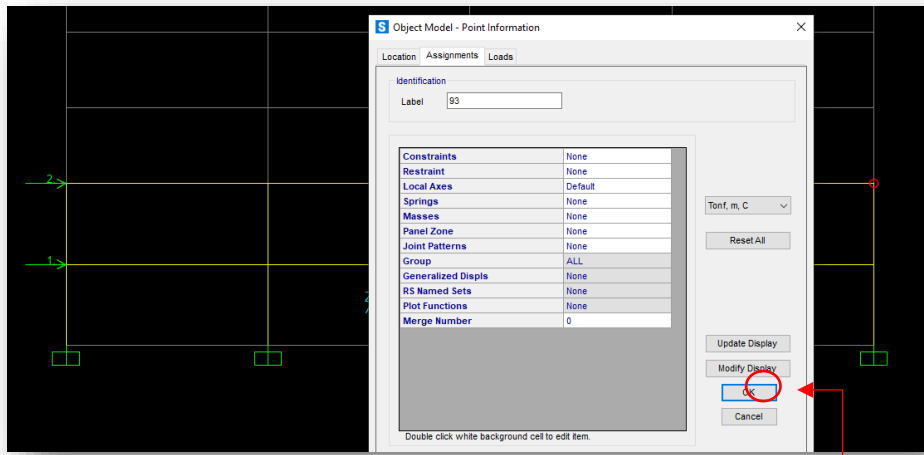 S Object Model - Point Information
Location Assignments Loads
Identification
Label 93
Constraints None
Restraint None
Local Axes Default
Springs None
Masses None
Panel Zone None
Joint Patterns None
Group ALL
Generalized Displs None
RS Named Sets None
Plot Functions None
Merge Number 0
Tonf, m, C
Reset All
Update Display
Modify Display
OK
Cancel
Double click white background cell to edit item.
2.
1.
Z